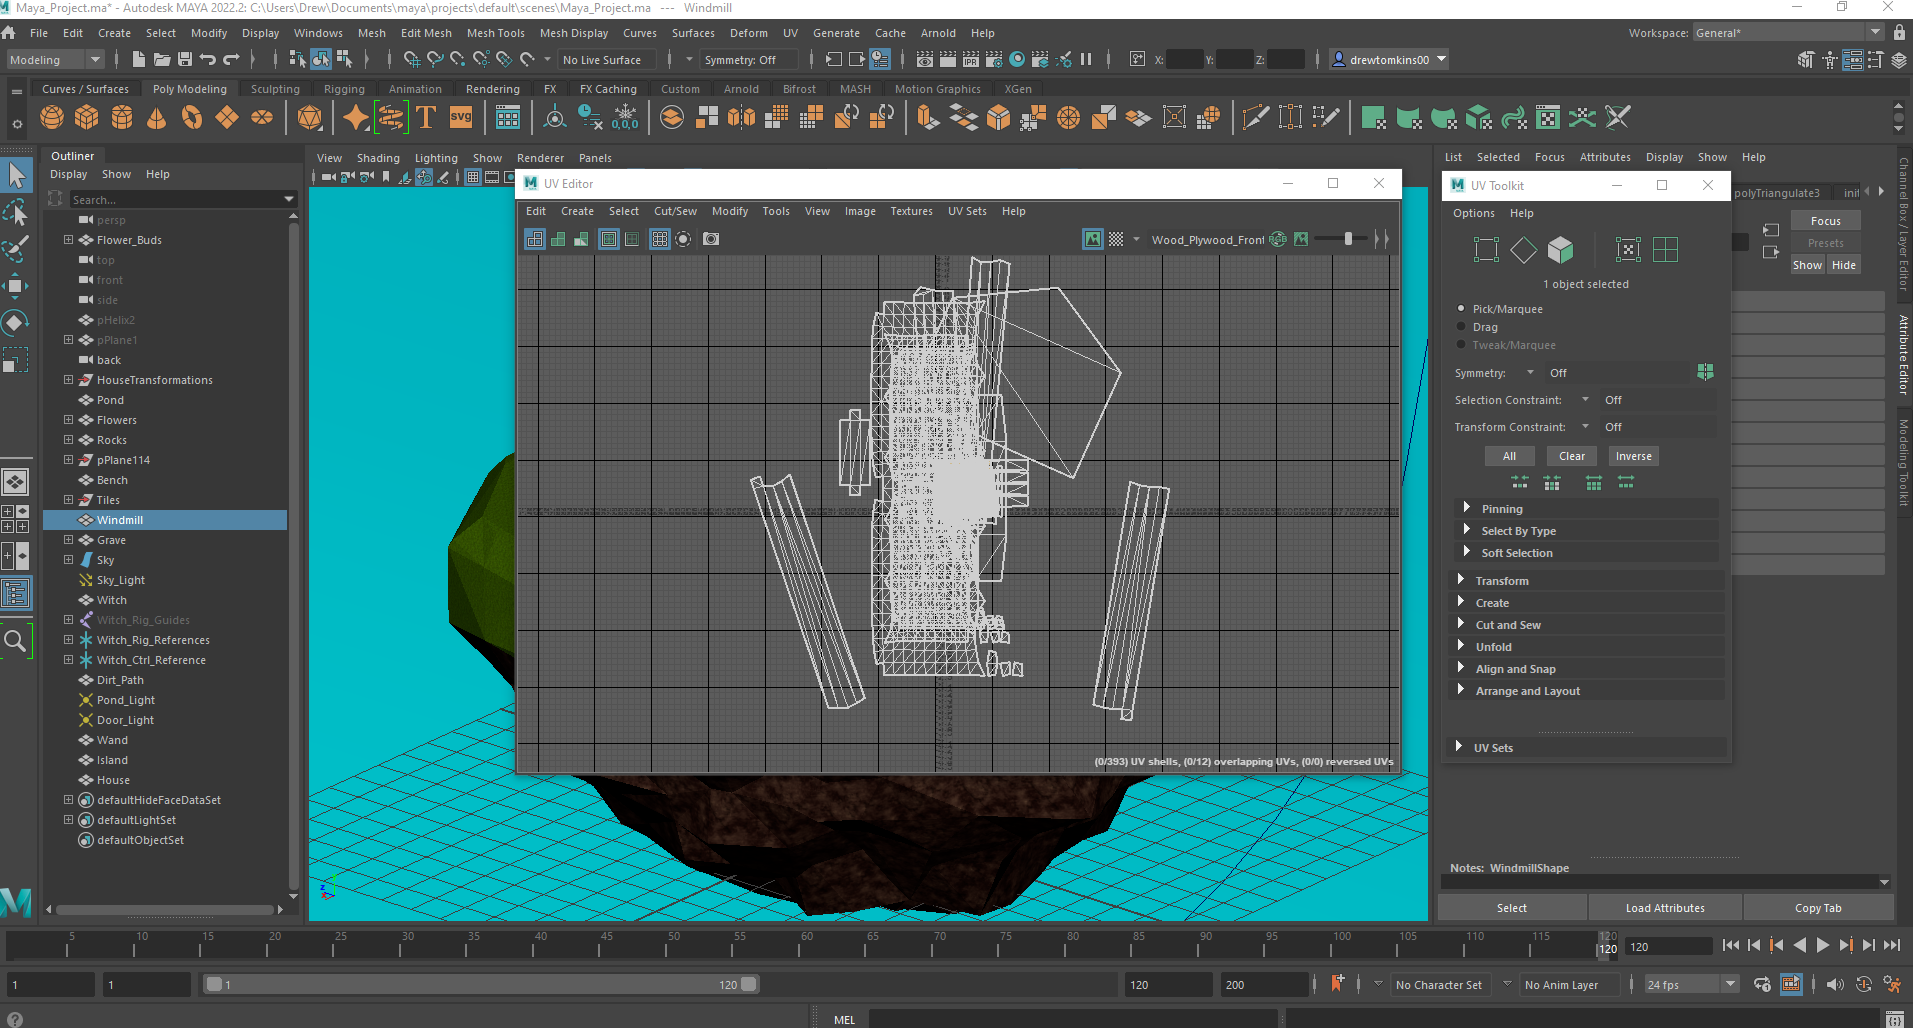 Maya_Project.ma* - Autodesk MAYA 2022.2: C:\Users\Drew\Documents\maya\projects\default\scenes\Maya_Project.ma --- Windmill
File Edit Create Select Modify Display Windows Mesh Edit Mesh Mesh Tools Mesh Display Curves Surfaces Deform UV Generate Cache Arnold Help
Workspace: General*
Modeling
No Live Surface
Symmetry: Off
IPR
X:
Y:
Z:
drewtomkins00
Curves / Surfaces Poly Modeling Sculpting Rigging Animation Rendering FX FX Caching Custom Arnold Bifrost MASH Motion Graphics XGen
T
SVG
0,0,0
Outliner
Display Show Help
Search...
persp
Flower_Buds
top
front
side
pHelix2
pPlane1
back
HouseTransformations
Pond
Flowers
Rocks
pPlane114
Bench
Tiles
Windmill
Grave
Sky
Sky_Light
Witch
Witch_Rig_Guides
Witch_Rig_References
Witch_Ctrl_Reference
Dirt_Path
Pond_Light
Door_Light
Wand
Island
House
defaultHideFaceDataSet
defaultLightSet
defaultObjectSet
View Shading Lighting Show Renderer Panels
UV Editor
Edit Create Select Cut/Sew Modify Tools View Image Textures UV Sets Help
Wood_Plywood_Front
RGB
(0/393) UV shells, (0/12) overlapping UVs, (0/0) reversed UVs
z
List Selected Focus Attributes Display Show Help
UV Toolkit
Options Help
1 object selected
Pick/Marquee
Drag
Tweak/Marquee
Symmetry: Off
Selection Constraint: Off
Transform Constraint: Off
All Clear Inverse
Pinning
Select By Type
Soft Selection
Transform
Create
Cut and Sew
Unfold
Align and Snap
Arrange and Layout
UV Sets
polyTriangulate3
init
Focus
Presets
Show Hide
Channel Box / Layer Editor
Attribute Editor
Modeling Toolkit
Notes: WindmillShape
Select Load Attributes Copy Tab
5 10 15 20 25 30 35 40 45 50 55 60 65 70 75 80 85 90 95 100 105 110 115 120
120
120
1
1
1
120
120
200
No Character Set
No Anim Layer
24 fps
MEL